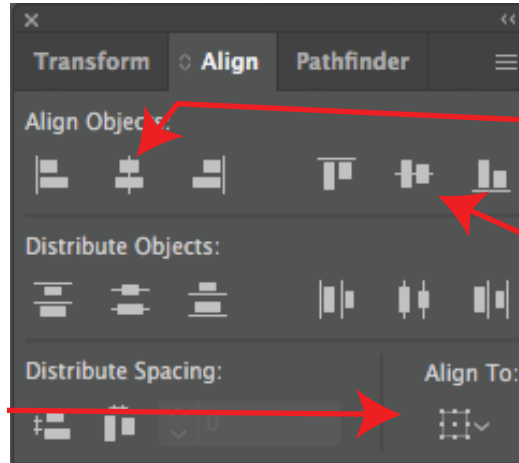 Transform Align Pathfinder
Align Objects:
Distribute Objects:
Distribute Spacing: Align To:
0